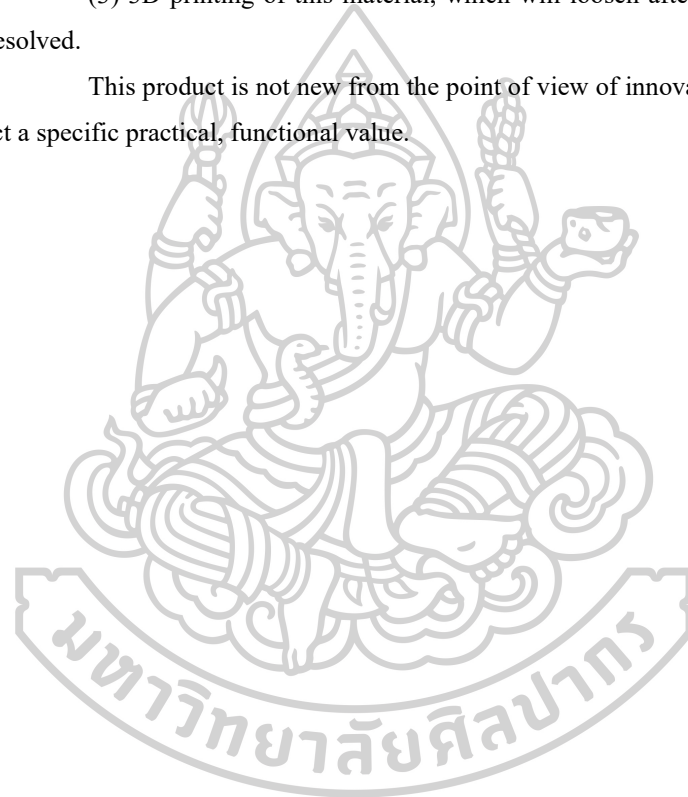 (3) 3D printing of this material, which will loosen after
esolved.
This product is not new from the point of view of innova
ct a specific practical, functional value.
มหาวิทยาลัยศิลปากร